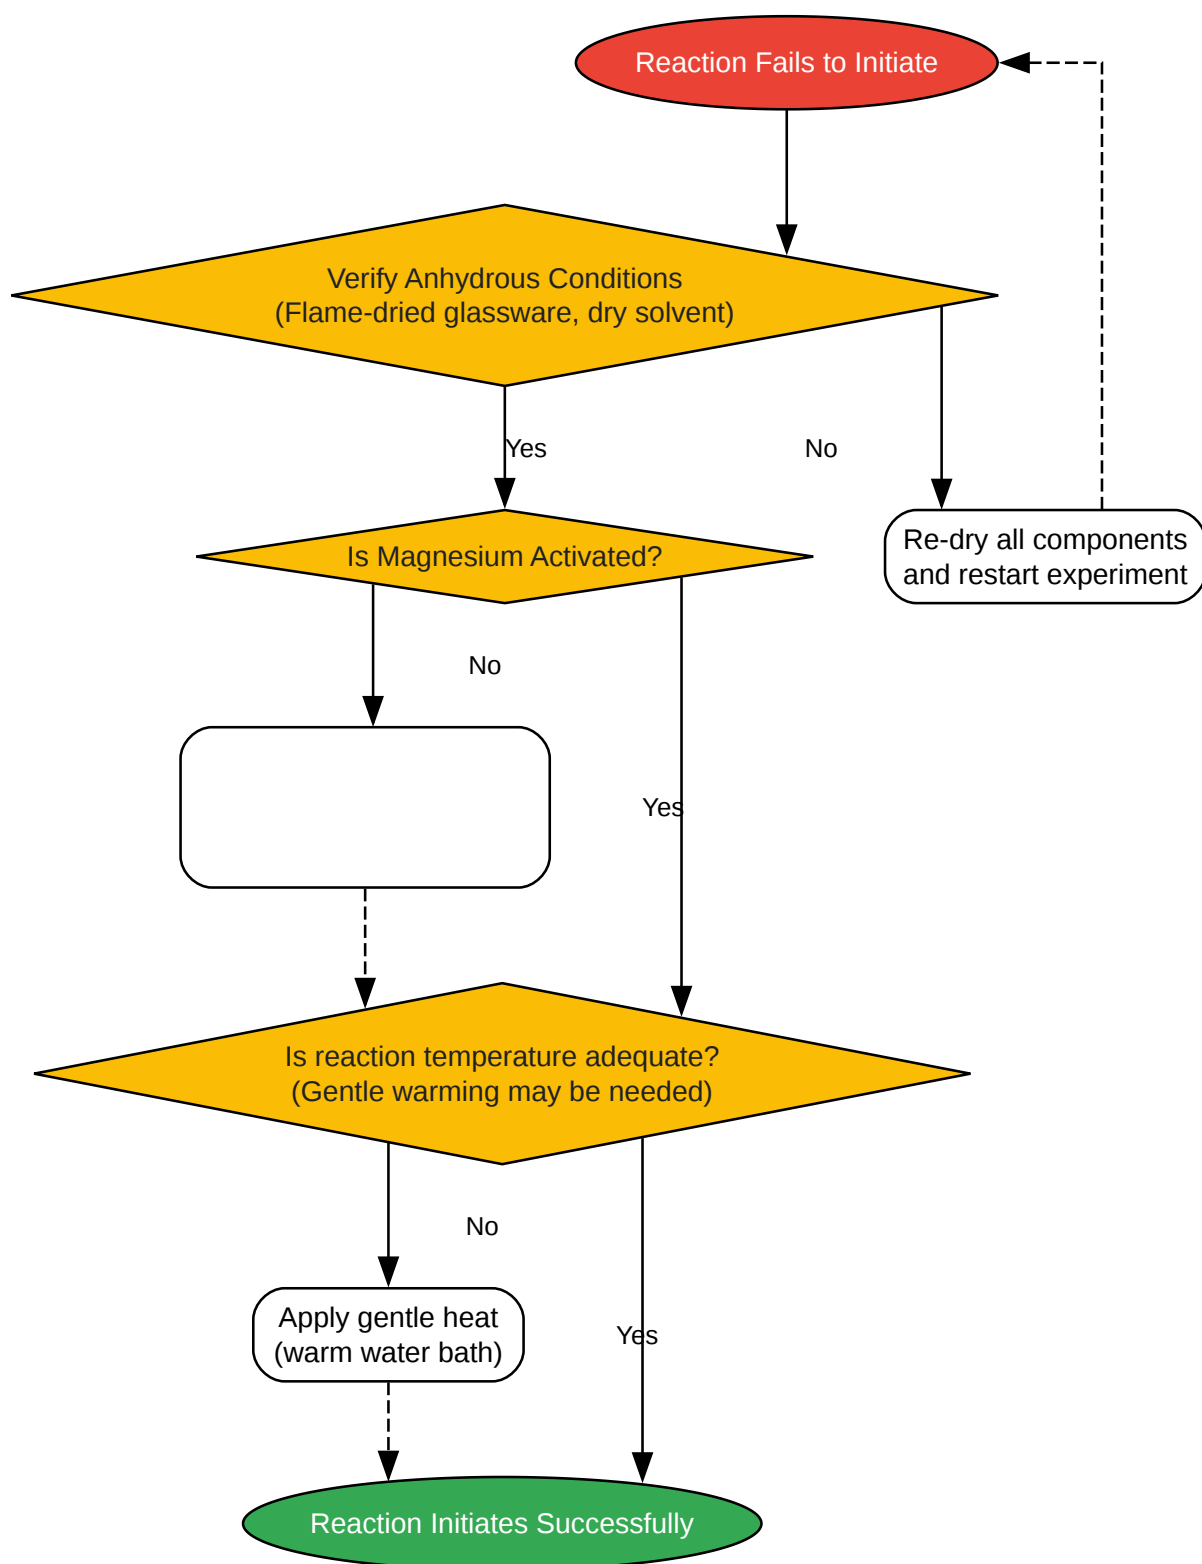 Reaction Fails to Initiate
Verify Anhydrous Conditions
(Flame-dried glassware, dry solvent)
Yes
No
Is Magnesium Activated?
Re-dry all components
and restart experiment
No
Yes
Is reaction temperature adequate?
(Gentle warming may be needed)
No
Apply gentle heat
(warm water bath)
Yes
Reaction Initiates Successfully